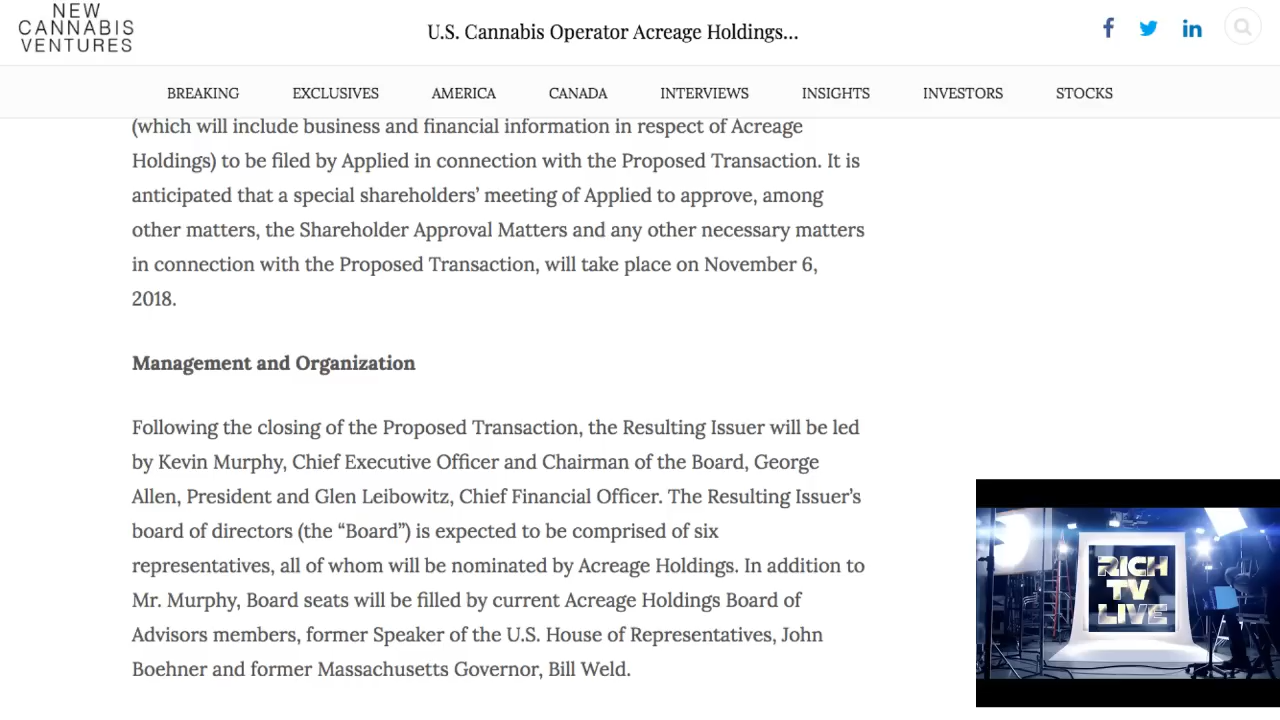 NEW
CANNABIS
VENTURES
U.S. Cannabis Operator Acreage Holdings...
BREAKING EXCLUSIVES AMERICA CANADA INTERVIEWS INSIGHTS INVESTORS STOCKS
(which will include business and financial information in respect of Acreage
Holdings) to be filed by Applied in connection with the Proposed Transaction. It is
anticipated that a special shareholders’ meeting of Applied to approve, among
other matters, the Shareholder Approval Matters and any other necessary matters
in connection with the Proposed Transaction, will take place on November 6,
2018.
Management and Organization
Following the closing of the Proposed Transaction, the Resulting Issuer will be led
by Kevin Murphy, Chief Executive Officer and Chairman of the Board, George
Allen, President and Glen Leibowitz, Chief Financial Officer. The Resulting Issuer’s
board of directors (the “Board”) is expected to be comprised of six
representatives, all of whom will be nominated by Acreage Holdings. In addition to
Mr. Murphy, Board seats will be filled by current Acreage Holdings Board of
Advisors members, former Speaker of the U.S. House of Representatives, John
Boehner and former Massachusetts Governor, Bill Weld.
RICH
TV
LIVE